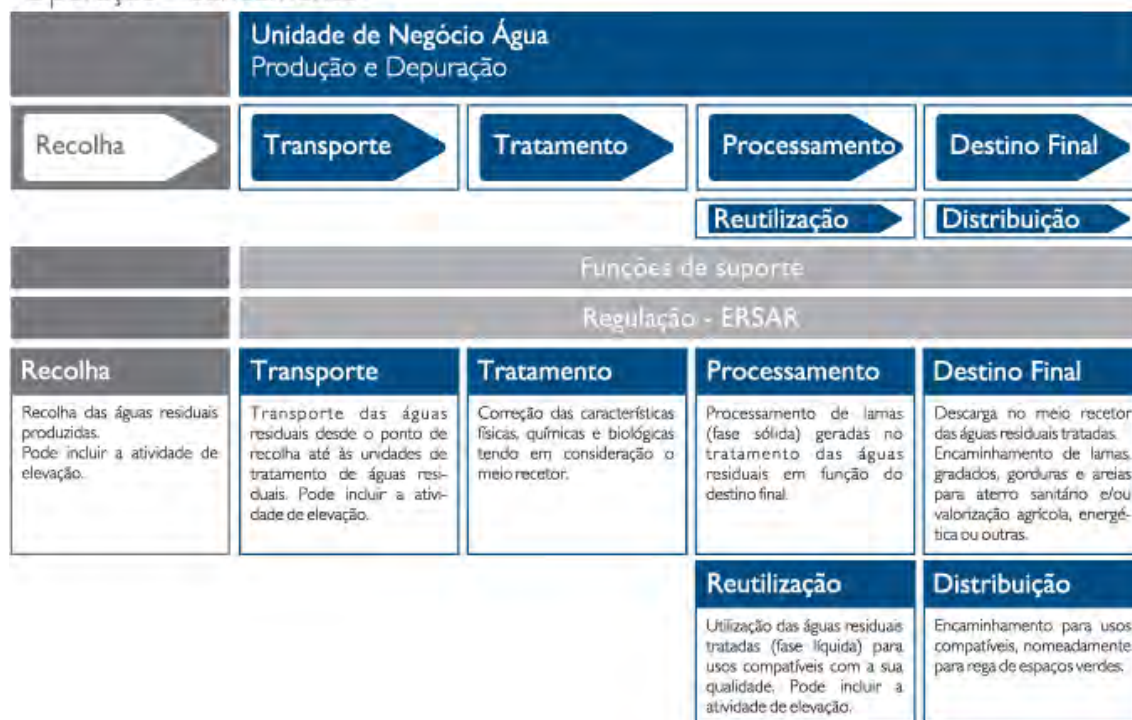 Unidade de Negócio Água
Produção e Depuração
Recolha
Transporte
Tratamento
Processamento
Destino Final
Reutilização
Distribuição
Funções de suporte
Regulação - ERSAR
Recolha
Recolha das águas residuais
produzidas.
Pode incluir a atividade de
elevação.
Transporte
Transporte das águas
residuais desde o ponto de
recolha até às unidades de
tratamento de águas resi-
duais. Pode incluir a ativi-
dade de elevação.
Tratamento
Correção das características
físicas, químicas e biológicas
tendo em consideração o
meio recetor.
Processamento
Processamento de lamas
(fase sólida) geradas no
tratamento das águas
residuais em função do
destino final.
Destino Final
Descarga no meio recetor
das águas residuais tratadas.
Encaminhamento de lamas,
gradados, gorduras e areias
para aterro sanitário e/ou
valorização agrícola, energé-
tica ou outras.
Reutilização
Utilização das águas residuais
tratadas (fase líquida) para
usos compatíveis com a sua
qualidade. Pode incluir a
atividade de elevação.
Distribuição
Encaminhamento para usos
compatíveis, nomeadamente
para rega de espaços verdes.